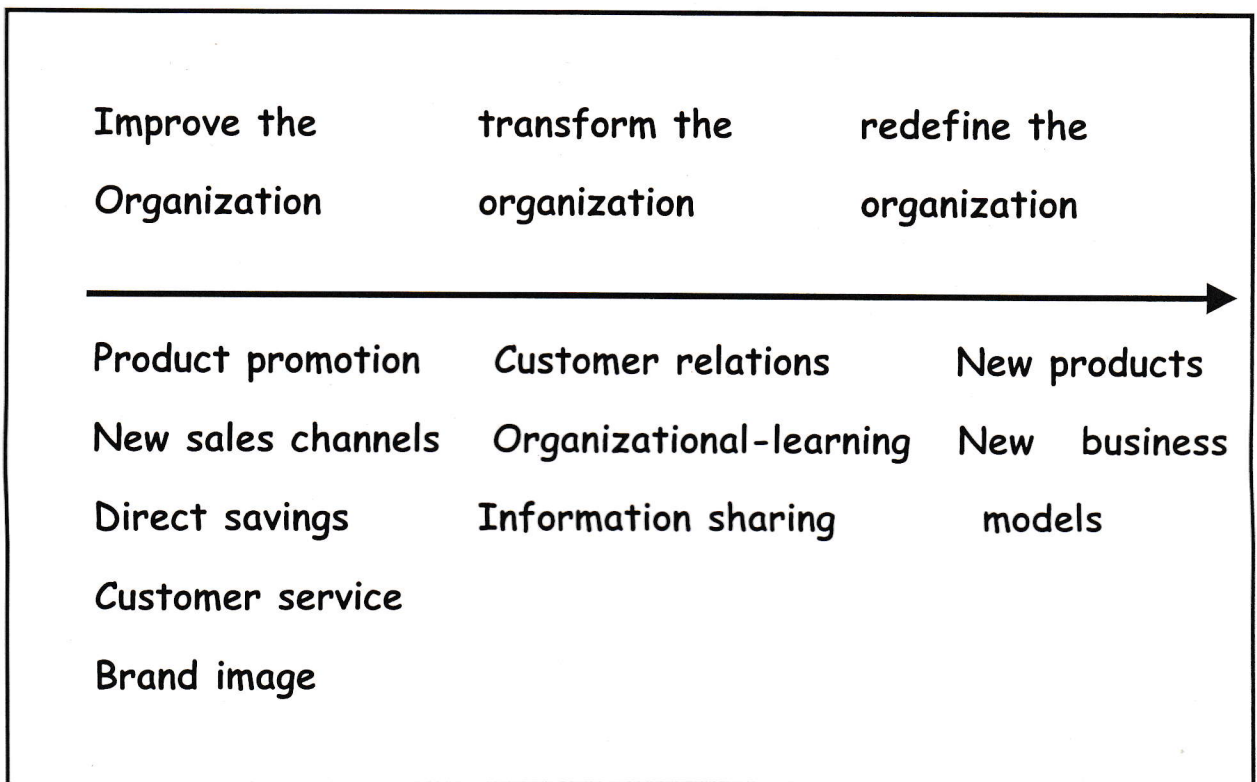 Improve the transform the redefine the
Organization organization organization
Product promotion Customer relations New products
New sales channels Organizational-learning New business
Direct savings Information sharing models
Customer service
Brand image